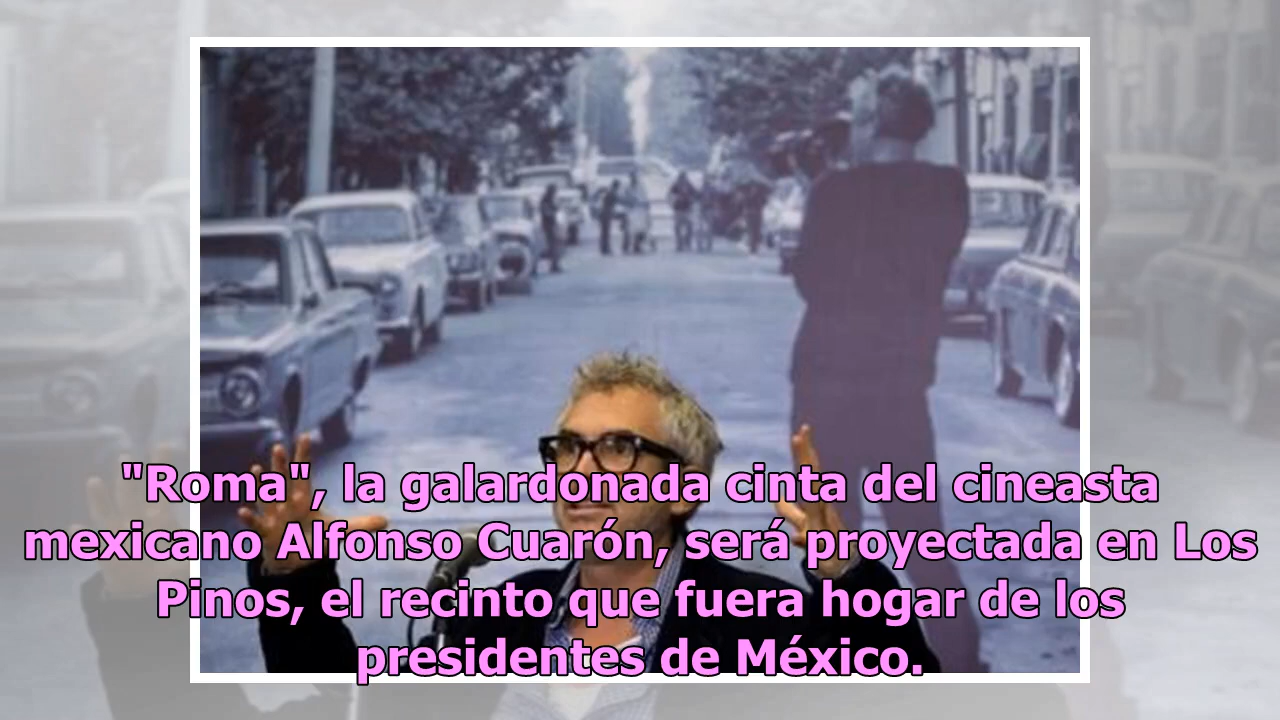 "Roma", la galardonada cinta del cineasta
mexicano Alfonso Cuarón, será proyectada en Los
Pinos, el recinto que fuera hogar de los
presidentes de México.